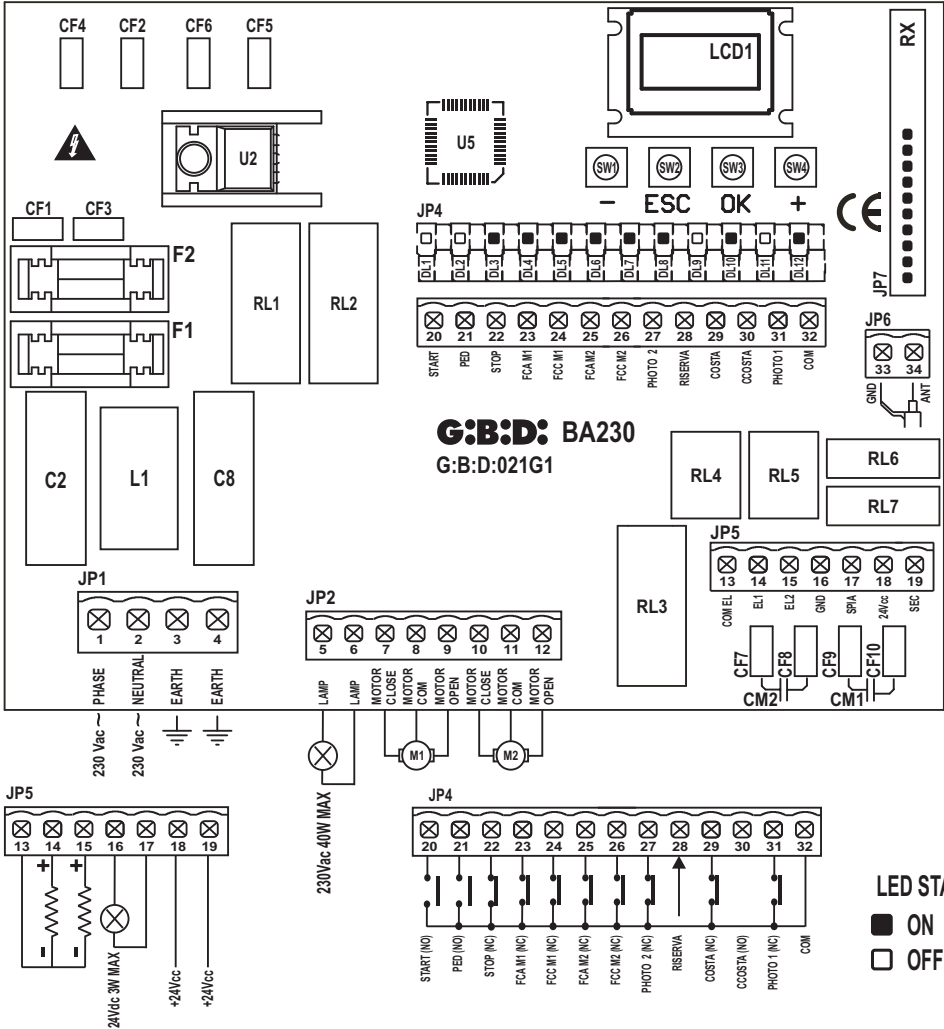 CF4 CF2 CF6 CF5
LCD1
RX
U2
U5
SW1 SW2 SW3 SW4
- ESC OK +
CF1 CF3
JP4
DL1 DL2 DL3 DL4 DL5 DL6 DL7 DL8 DL9 DL10 DL11 DL12
CE
JP7
F2
RL1 RL2
F1
20 21 22 23 24 25 26 27 28 29 30 31 32
START PED STOP FCA M1 FCC M1 FCA M2 FCC M2 PHOTO 2 RISERVA COSTA CCOSTA PHOTO 1 COM
JP6
33 34
GND ANT
G:B:D: BA230
G:B:D:021G1
C2 L1 C8
RL4 RL5 RL6
RL7
RL3
JP5
13 14 15 16 17 18 19
COM EL EL1 EL2 GND SPIA 24Vcc SEC
CF7 CF8 CF9 CF10
CM2 CM1
JP1
1 2 3 4
230 Vac ~ PHASE
230 Vac ~ NEUTRAL
EARTH
EARTH
JP2
5 6 7 8 9 10 11 12
LAMP
LAMP
MOTOR CLOSE
MOTOR COM
MOTOR OPEN
MOTOR CLOSE
MOTOR COM
MOTOR OPEN
M1 M2
230Vac 40W MAX
JP5
13 14 15 16 17 18 19
+ +
- -
24Vdc 3W MAX
+24Vcc
+24Vcc
JP4
20 21 22 23 24 25 26 27 28 29 30 31 32
START (NO)
PED (NO)
STOP (NC)
FCA M1 (NC)
FCC M1 (NC)
FCA M2 (NC)
FCC M2 (NC)
PHOTO 2 (NC)
RISERVA
COSTA (NC)
CCOSTA (NO)
PHOTO 1 (NC)
COM
LED STA
ON
OFF